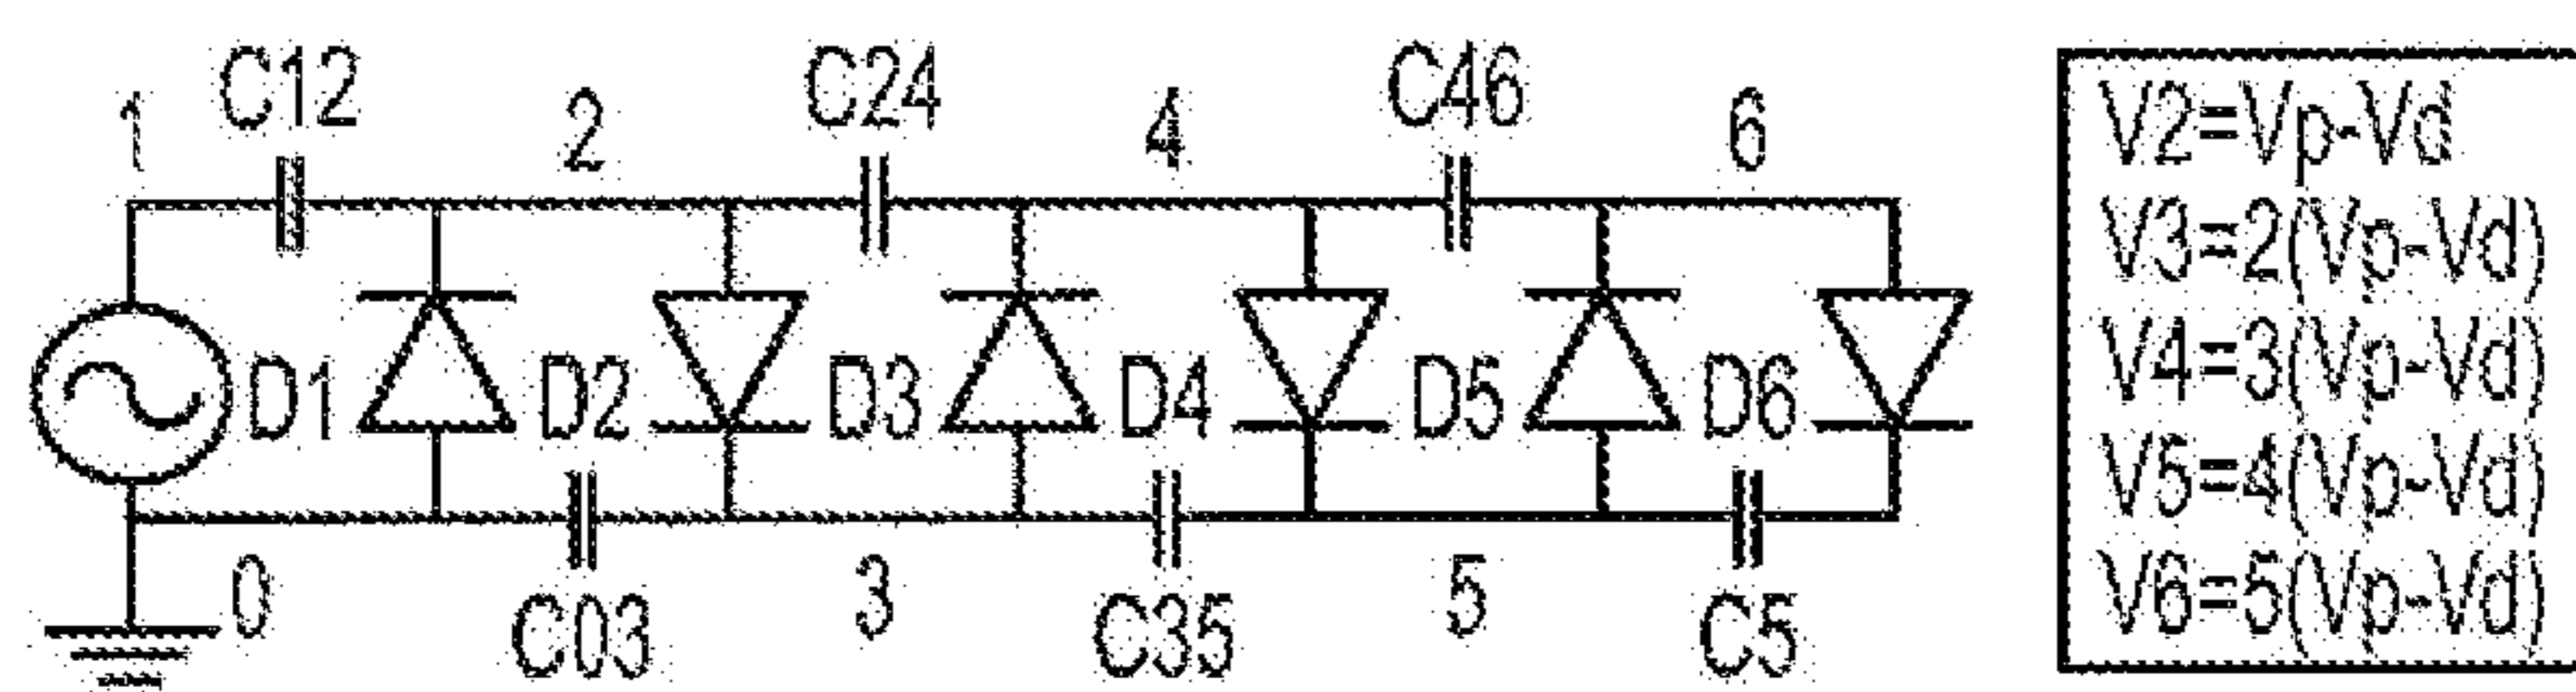 C12 C24 C46
1 2 4 6
D1 D2 D3 D4 D5 D6
0 3 5
C03 C35 C5
V2=Vp-Vd
V3=2(Vp-Vd)
V4=3(Vp-Vd)
V5=4(Vp-Vd)
V6=5(Vp-Vd)